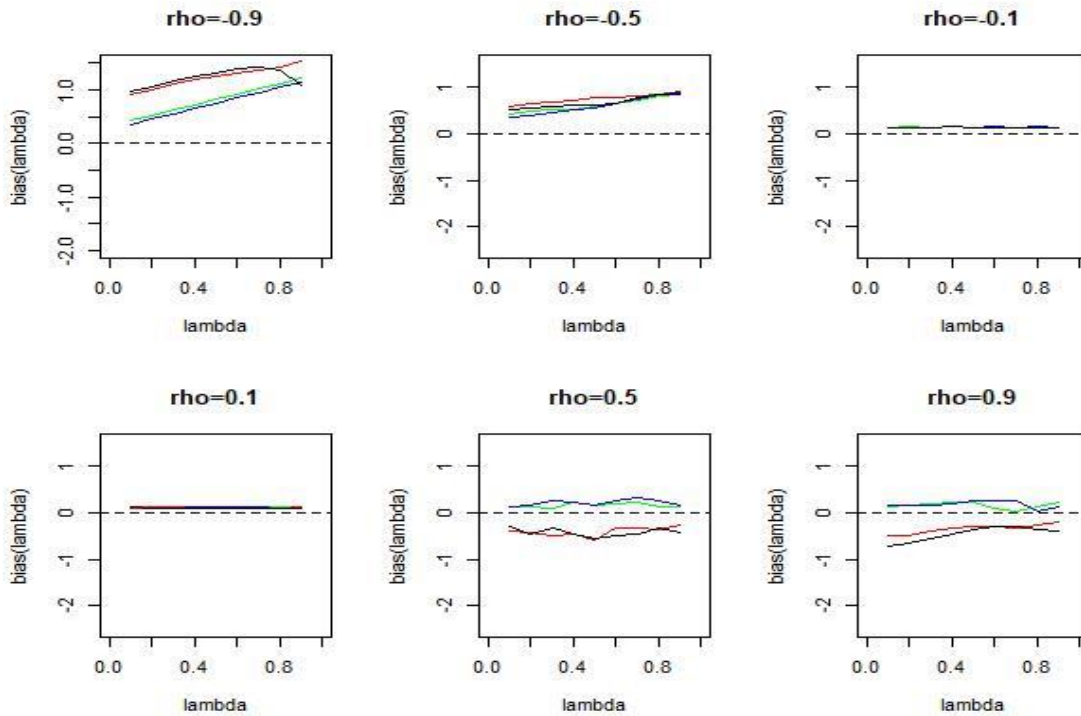 rho=-0.9
bias(lambda)
1.0
0.0
-1.0
-2.0
0.0 0.4 0.8
lambda
rho=-0.5
bias(lambda)
1
0
-1
-2
0.0 0.4 0.8
lambda
rho=-0.1
bias(lambda)
1
0
-1
-2
0.0 0.4 0.8
lambda
rho=0.1
bias(lambda)
1
0
-1
-2
0.0 0.4 0.8
lambda
rho=0.5
bias(lambda)
1
0
-1
-2
0.0 0.4 0.8
lambda
rho=0.9
bias(lambda)
1
0
-1
-2
0.0 0.4 0.8
lambda